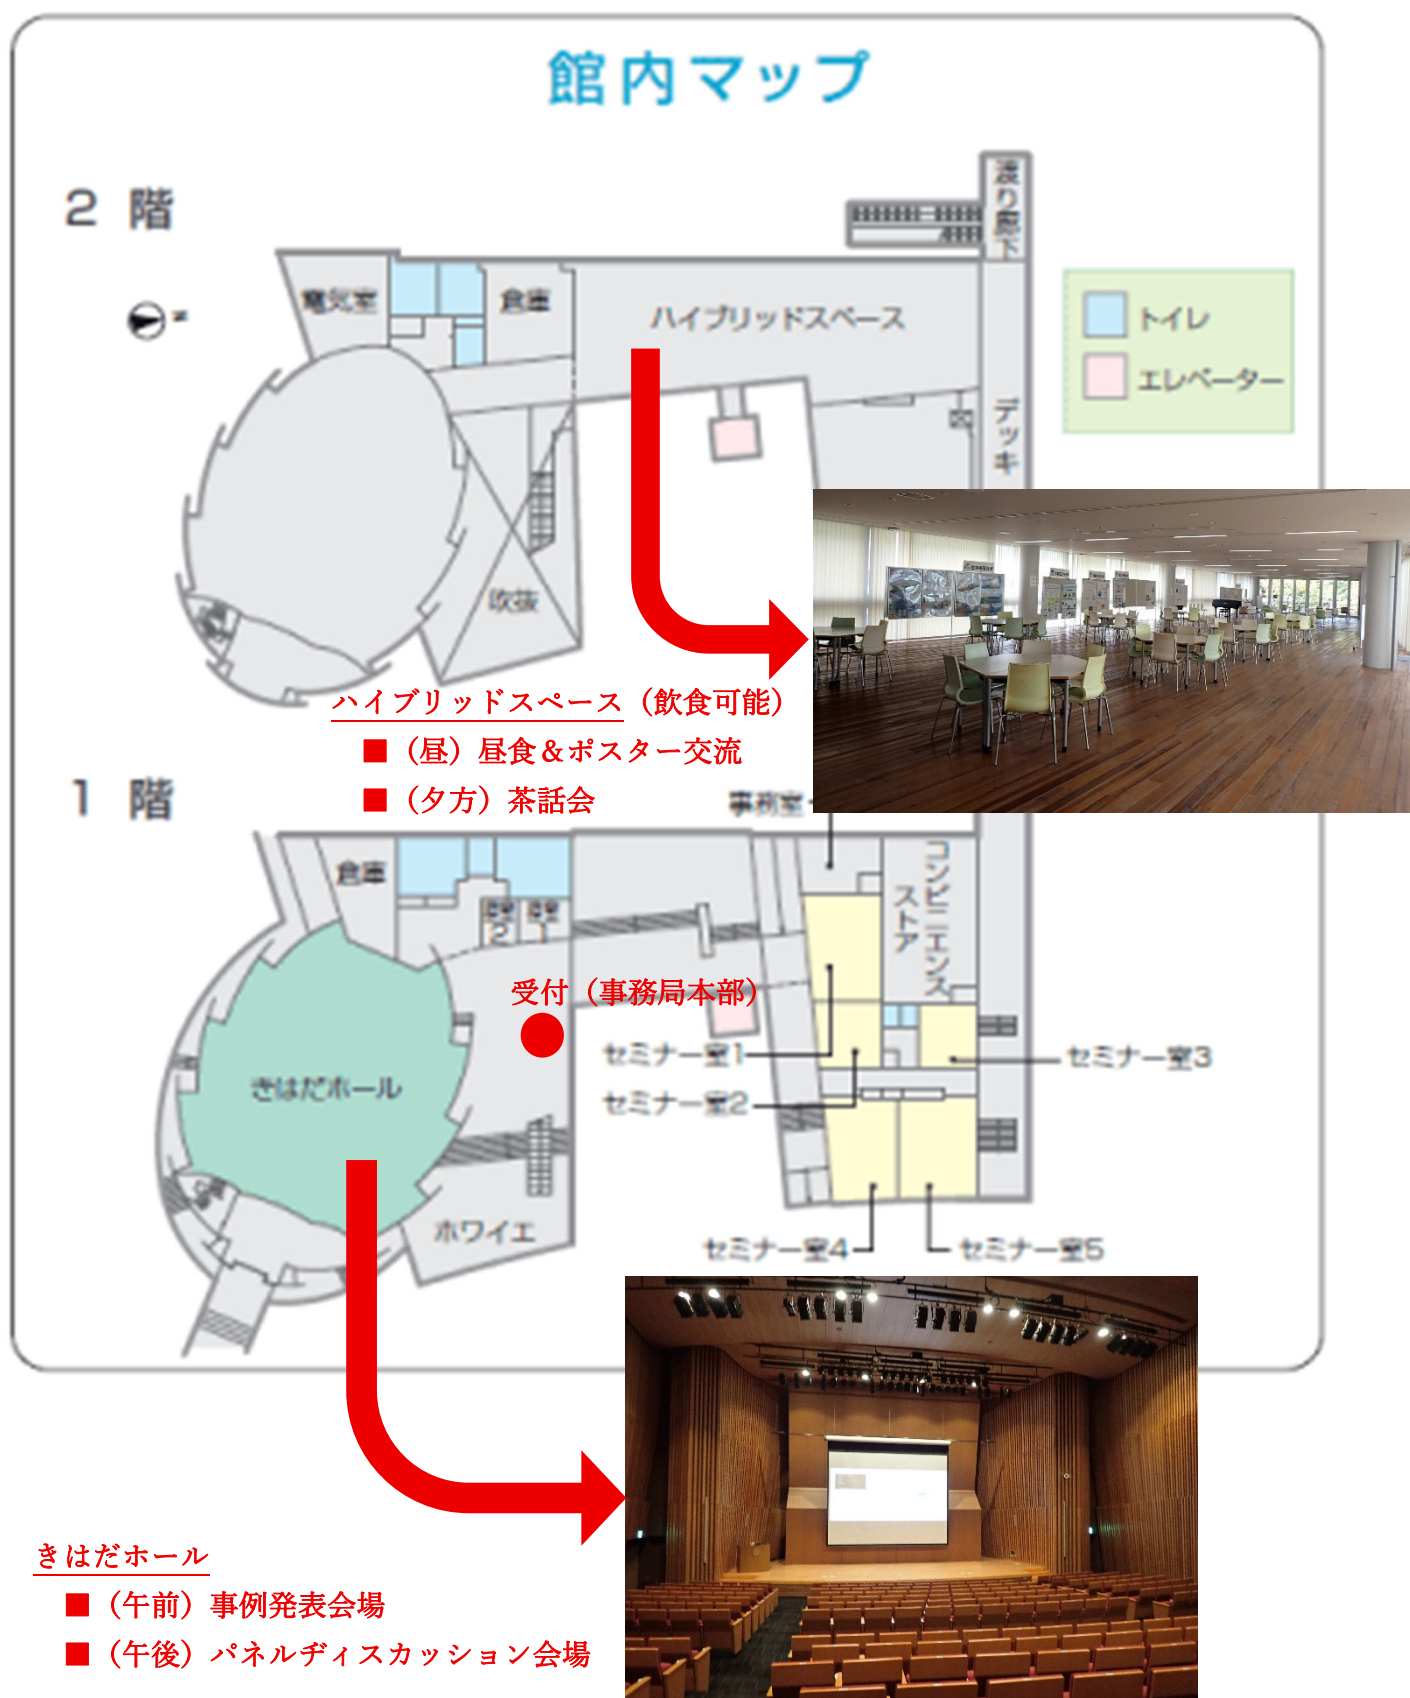 館内マップ
2 階
渡り廊下
電気室
倉庫
ハイブリッドスペース
トイレ
エレベーター
デッキ
N
吹抜
ハイブリッドスペース（飲食可能）
■（昼）昼食＆ポスター交流
■（夕方）茶話会
1 階
事務室
倉庫
コンビニエンス
ストア
2
1
受付（事務局本部）
きはだホール
セミナー室1
セミナー室2
セミナー室3
ホワイエ
セミナー室4
セミナー室5
きはだホール
■（午前）事例発表会場
■（午後）パネルディスカッション会場